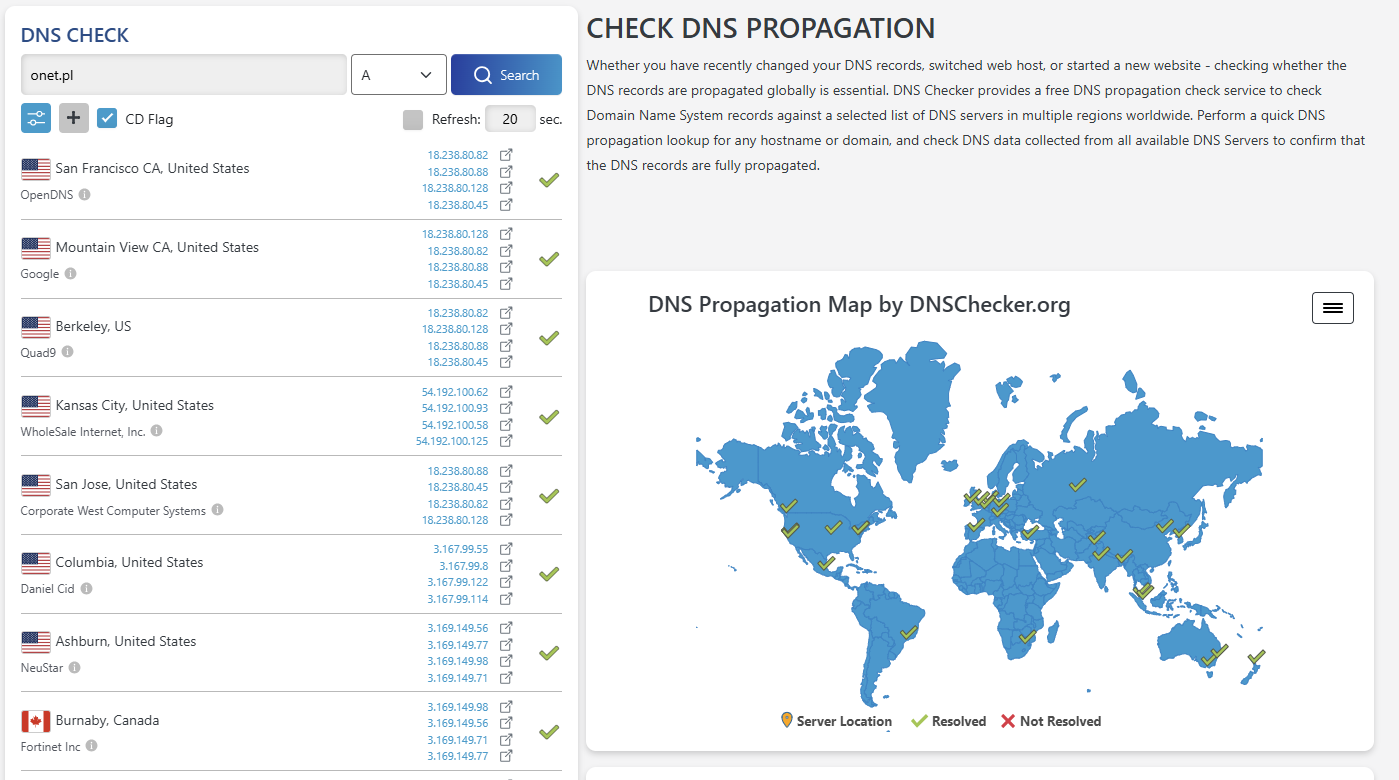 DNS CHECK
onet.pl
A
Search
CD Flag
Refresh: 20 sec.
San Francisco CA, United States
OpenDNS
18.238.80.82
18.238.80.88
18.238.80.128
18.238.80.45
Mountain View CA, United States
Google
18.238.80.128
18.238.80.82
18.238.80.88
18.238.80.45
Berkeley, US
Quad9
18.238.80.82
18.238.80.128
18.238.80.88
18.238.80.45
Kansas City, United States
WholeSale Internet, Inc.
54.192.100.62
54.192.100.93
54.192.100.58
54.192.100.125
San Jose, United States
Corporate West Computer Systems
18.238.80.88
18.238.80.45
18.238.80.82
18.238.80.128
Columbia, United States
Daniel Cid
3.167.99.55
3.167.99.8
3.167.99.122
3.167.99.114
Ashburn, United States
NeuStar
3.169.149.56
3.169.149.77
3.169.149.98
3.169.149.71
Burnaby, Canada
Fortinet Inc
3.169.149.98
3.169.149.56
3.169.149.71
3.169.149.77
CHECK DNS PROPAGATION
Whether you have recently changed your DNS records, switched web host, or started a new website - checking whether the
DNS records are propagated globally is essential. DNS Checker provides a free DNS propagation check service to check
Domain Name System records against a selected list of DNS servers in multiple regions worldwide. Perform a quick DNS
propagation lookup for any hostname or domain, and check DNS data collected from all available DNS Servers to confirm that
the DNS records are fully propagated.
DNS Propagation Map by DNSChecker.org
Server Location
Resolved
Not Resolved